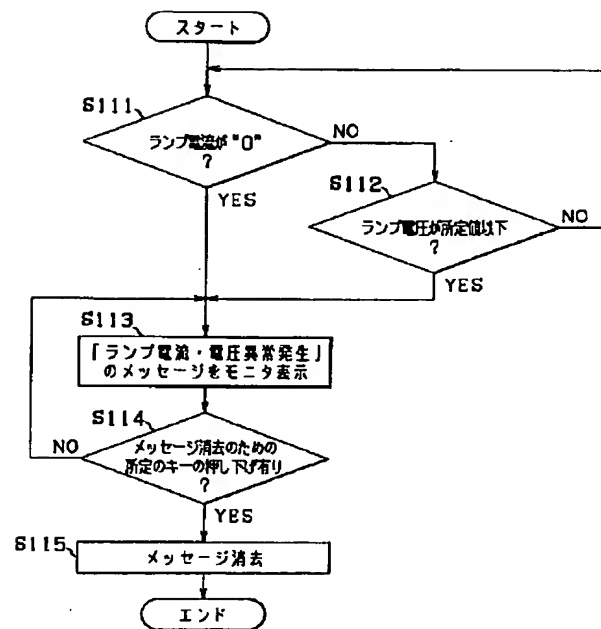 スタート
S111
ランプ電流が"0"
?
NO
YES
S112
ランプ電圧が所定値以下
?
NO
YES
S113
「ランプ電流・電圧異常発生」
のメッセージをモニタ表示
S114
メッセージ消去のための
所定のキーの押し下げ有り
?
NO
YES
S115
メッセージ消去
エンド